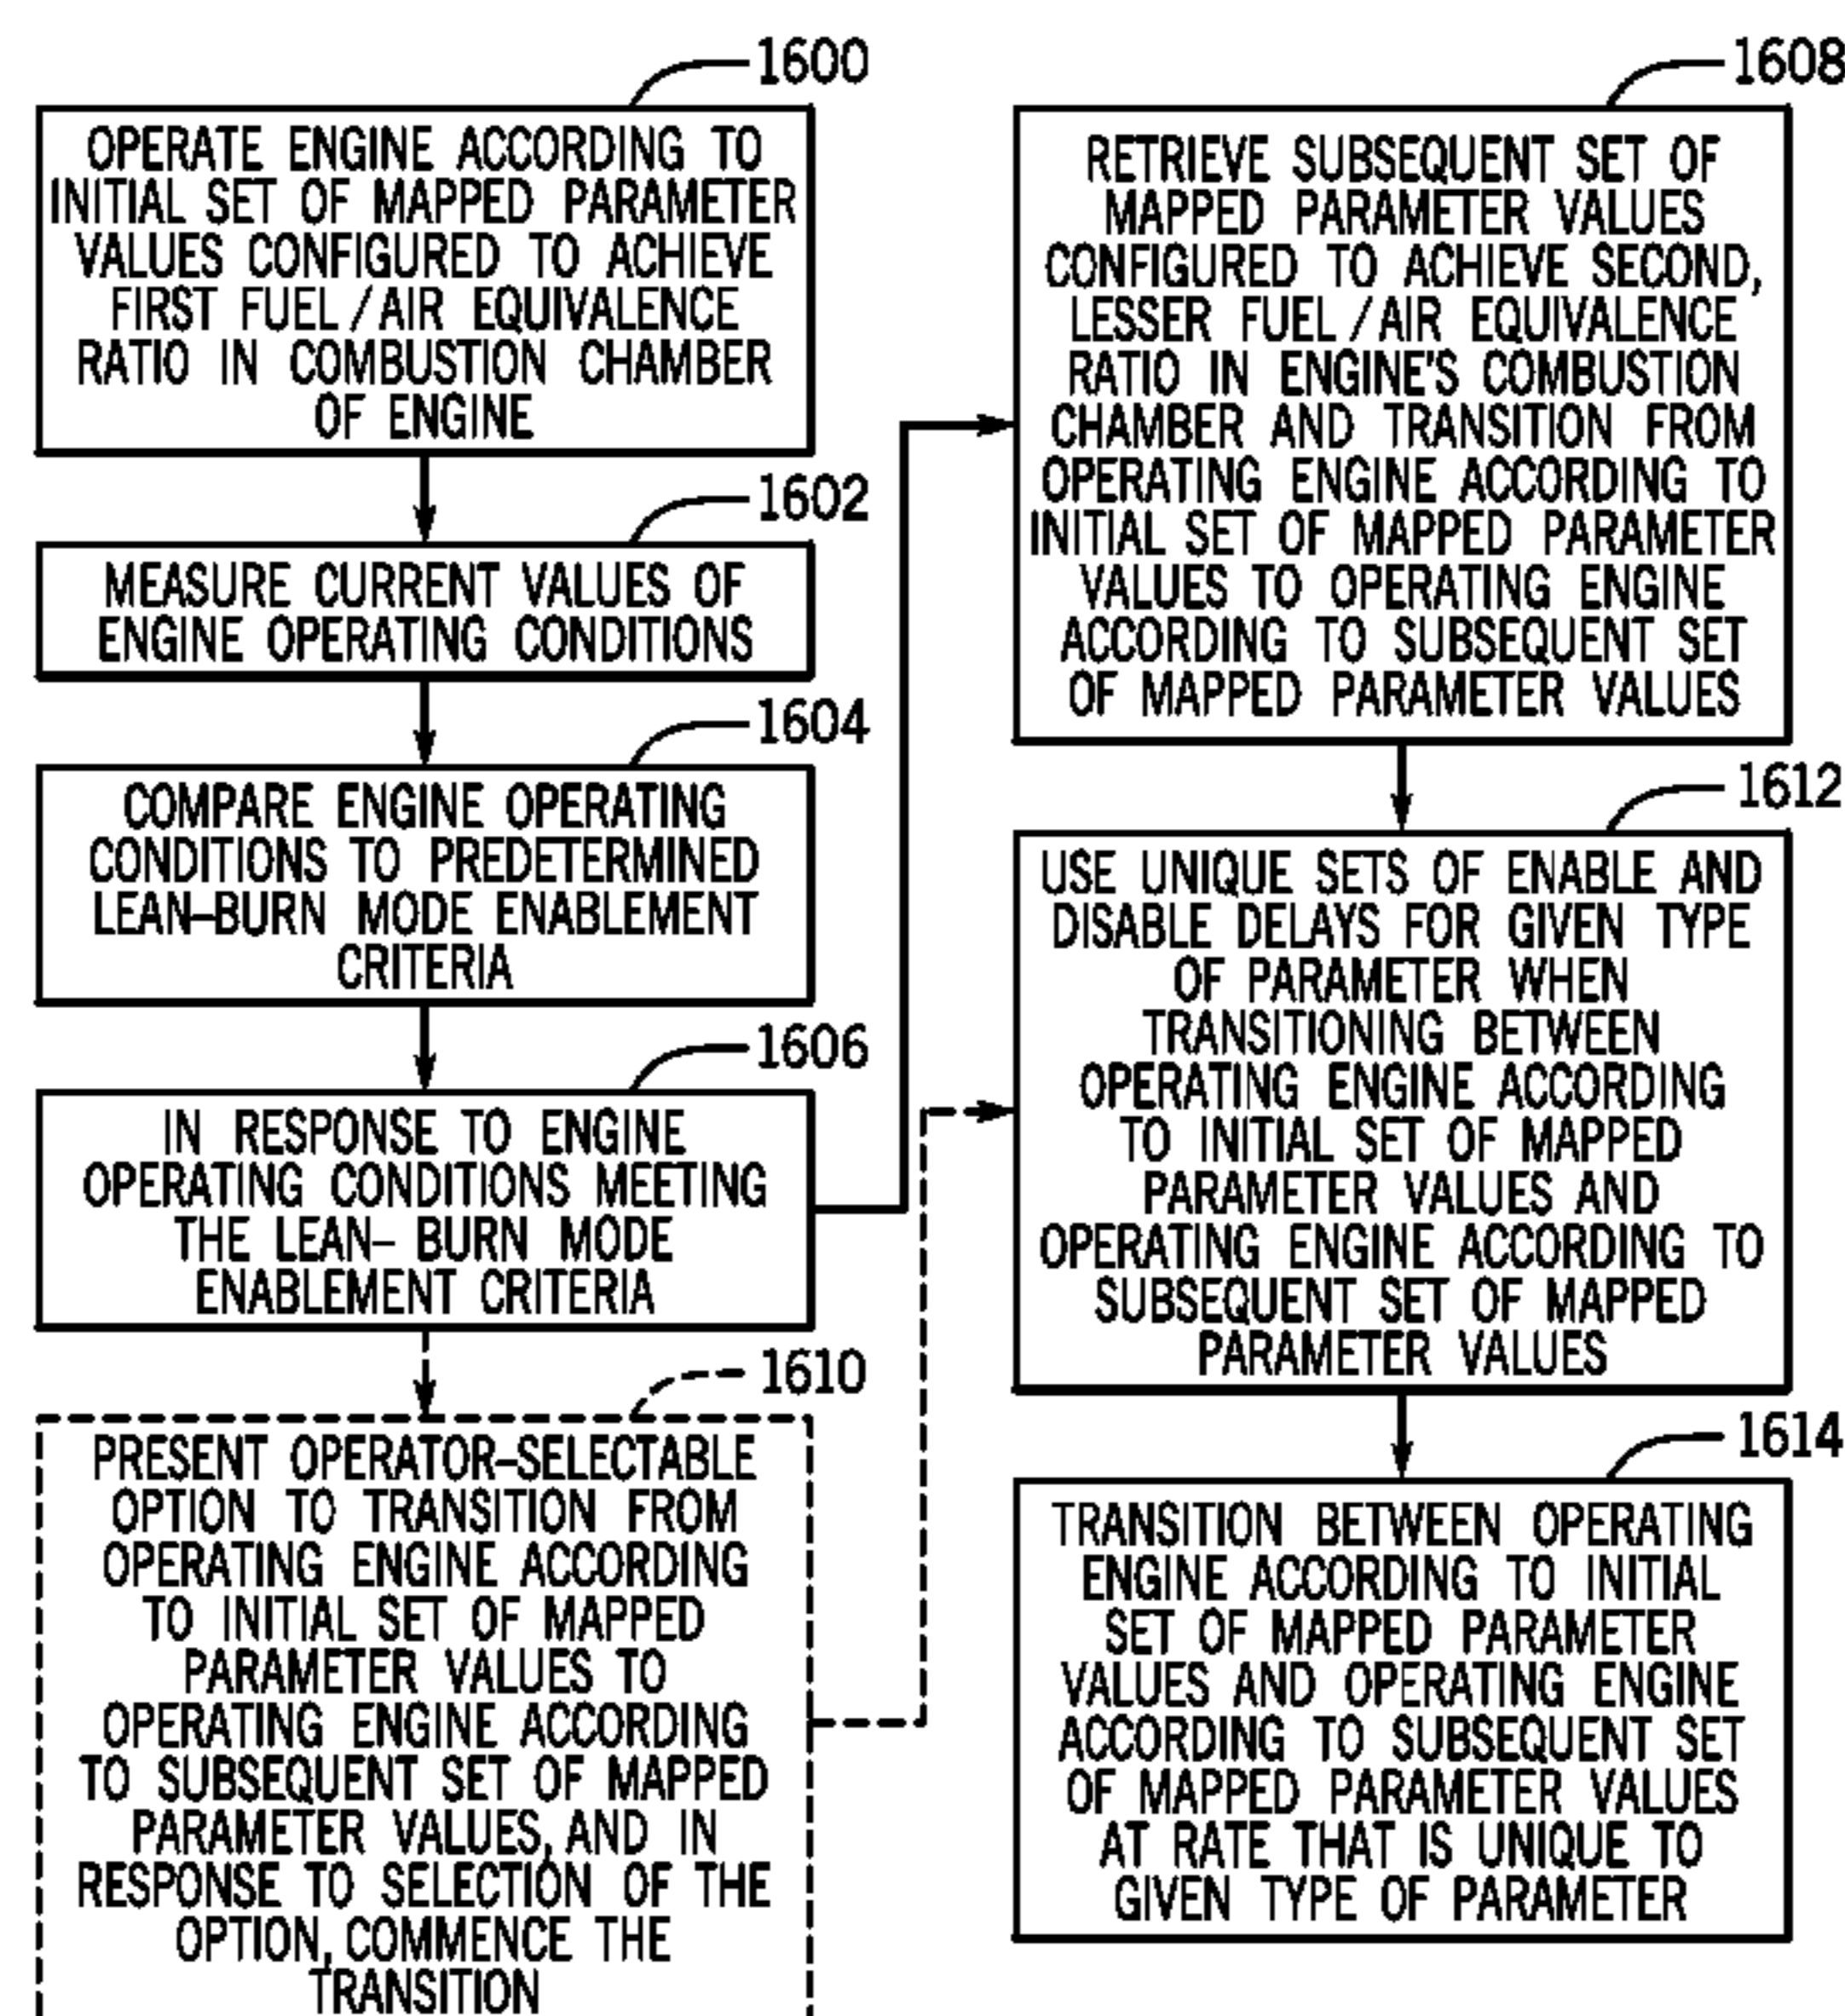 1600
OPERATE ENGINE ACCORDING TO
INITIAL SET OF MAPPED PARAMETER
VALUES CONFIGURED TO ACHIEVE
FIRST FUEL/AIR EQUIVALENCE
RATIO IN COMBUSTION CHAMBER
OF ENGINE
1602
MEASURE CURRENT VALUES OF
ENGINE OPERATING CONDITIONS
1604
COMPARE ENGINE OPERATING
CONDITIONS TO PREDETERMINED
LEAN-BURN MODE ENABLEMENT
CRITERIA
1606
IN RESPONSE TO ENGINE
OPERATING CONDITIONS MEETING
THE LEAN- BURN MODE
ENABLEMENT CRITERIA
1610
PRESENT OPERATOR-SELECTABLE
OPTION TO TRANSITION FROM
OPERATING ENGINE ACCORDING
TO INITIAL SET OF MAPPED
PARAMETER VALUES TO
OPERATING ENGINE ACCORDING
TO SUBSEQUENT SET OF MAPPED
PARAMETER VALUES, AND IN
RESPONSE TO SELECTION OF THE
OPTION, COMMENCE THE
TRANSITION
1608
RETRIEVE SUBSEQUENT SET OF
MAPPED PARAMETER VALUES
CONFIGURED TO ACHIEVE SECOND,
LESSER FUEL/AIR EQUIVALENCE
RATIO IN ENGINE'S COMBUSTION
CHAMBER AND TRANSITION FROM
OPERATING ENGINE ACCORDING TO
INITIAL SET OF MAPPED PARAMETER
VALUES TO OPERATING ENGINE
ACCORDING TO SUBSEQUENT SET
OF MAPPED PARAMETER VALUES
1612
USE UNIQUE SETS OF ENABLE AND
DISABLE DELAYS FOR GIVEN TYPE
OF PARAMETER WHEN
TRANSITIONING BETWEEN
OPERATING ENGINE ACCORDING
TO INITIAL SET OF MAPPED
PARAMETER VALUES AND
OPERATING ENGINE ACCORDING TO
SUBSEQUENT SET OF MAPPED
PARAMETER VALUES
1614
TRANSITION BETWEEN OPERATING
ENGINE ACCORDING TO INITIAL
SET OF MAPPED PARAMETER
VALUES AND OPERATING ENGINE
ACCORDING TO SUBSEQUENT SET
OF MAPPED PARAMETER VALUES
AT RATE THAT IS UNIQUE TO
GIVEN TYPE OF PARAMETER